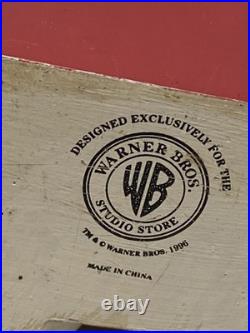 DESIGNED EXCLUSIVELY FOR THE
WARNER BROS.
WB
STUDIO STORE
TM & © WARNER BROS. 1996
MADE IN CHINA